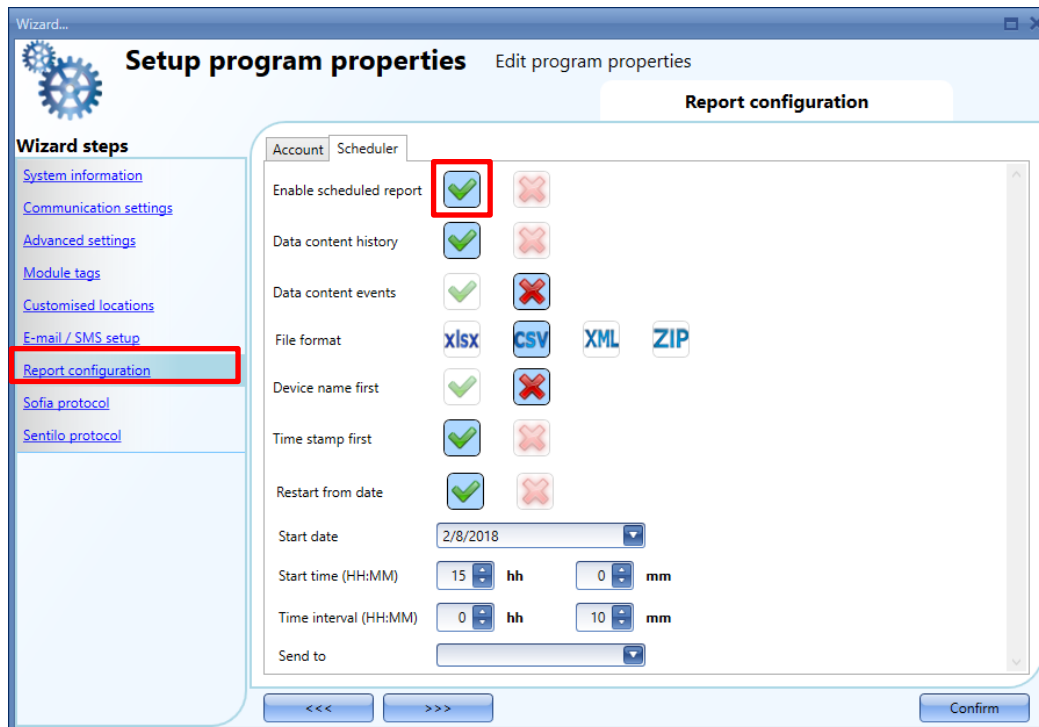 Wizard...
Setup program properties Edit program properties
Report configuration
Wizard steps
System information
Communication settings
Advanced settings
Module tags
Customised locations
E-mail / SMS setup
Report configuration
Sofia protocol
Sentilo protocol
Account Scheduler
Enable scheduled report
Data content history
Data content events
File format xlsx CSV XML ZIP
Device name first
Time stamp first
Restart from date
Start date 2/8/2018
Start time (HH:MM) 15 hh 0 mm
Time interval (HH:MM) 0 hh 10 mm
Send to
<<< >>> Confirm